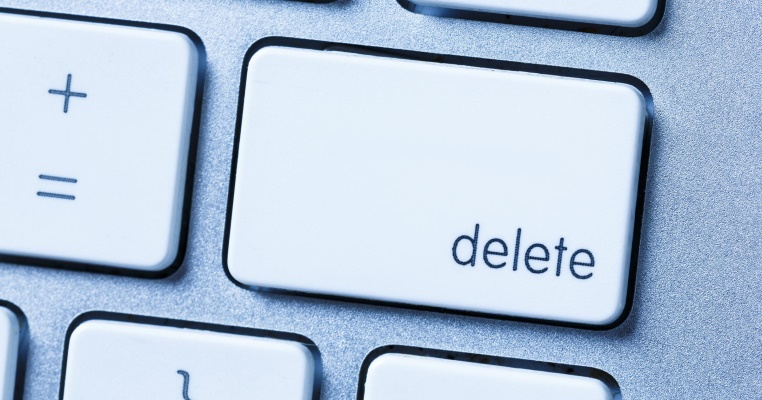 +
=
delete
}